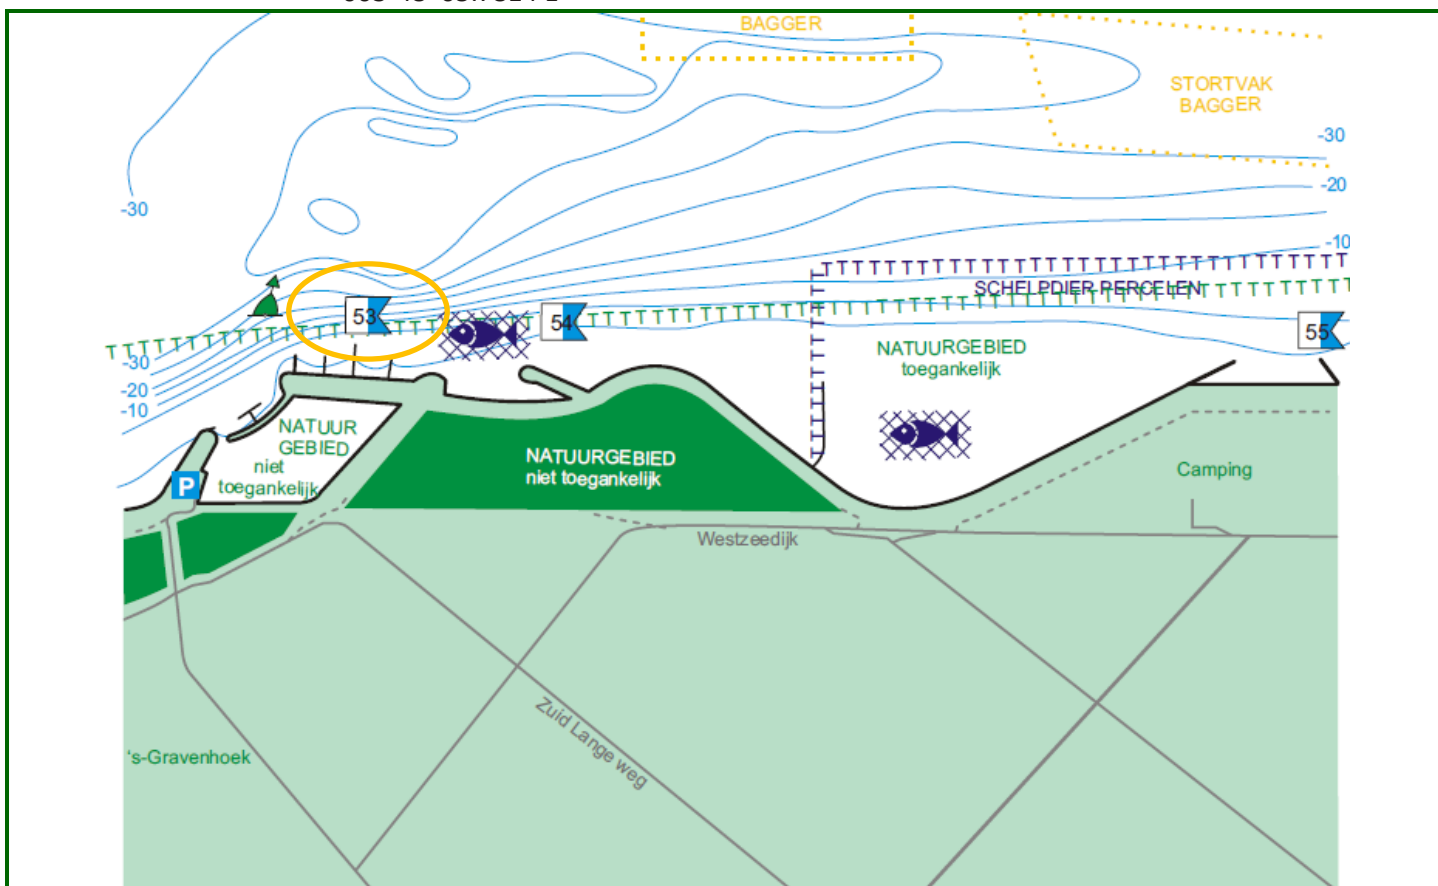 BAGGER
STORTVAK
BAGGER
-30
-20
-30
-10
T T T T T T T T T T T T T T T T T T T T T T T T T T T T T T T T
SCHELPDIER PERCELEN
53
54
55
-30
-20
-10
NATUURGEBIED
toegankelijk
NATUUR
GEBIED
niet
toegankelijk
NATUURGEBIED
niet toegankelijk
P
Camping
Westzeedijk
Zuid Lange weg
's-Gravenhoek